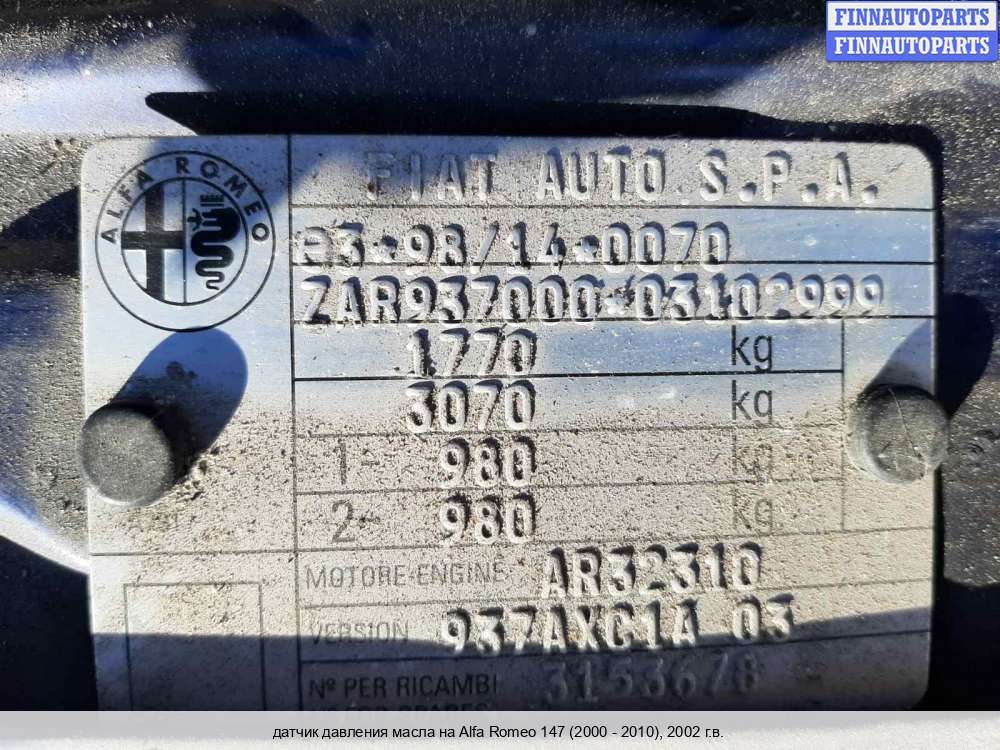 FINNAUTOPARTS
FINNAUTOPARTS
ALFA ROMEO
FIAT AUTO S.P.A.
e3*98/14*0070
ZAR937000*03102999
1770 kg
3070 kg
1- 980 kg
2- 980 kg
MOTORE-ENGINE AR32310
VERSION 937AXC1A 03
Nº PER RICAMBI 3153678
датчик давления масла на Alfa Romeo 147 (2000 - 2010), 2002 г.в.